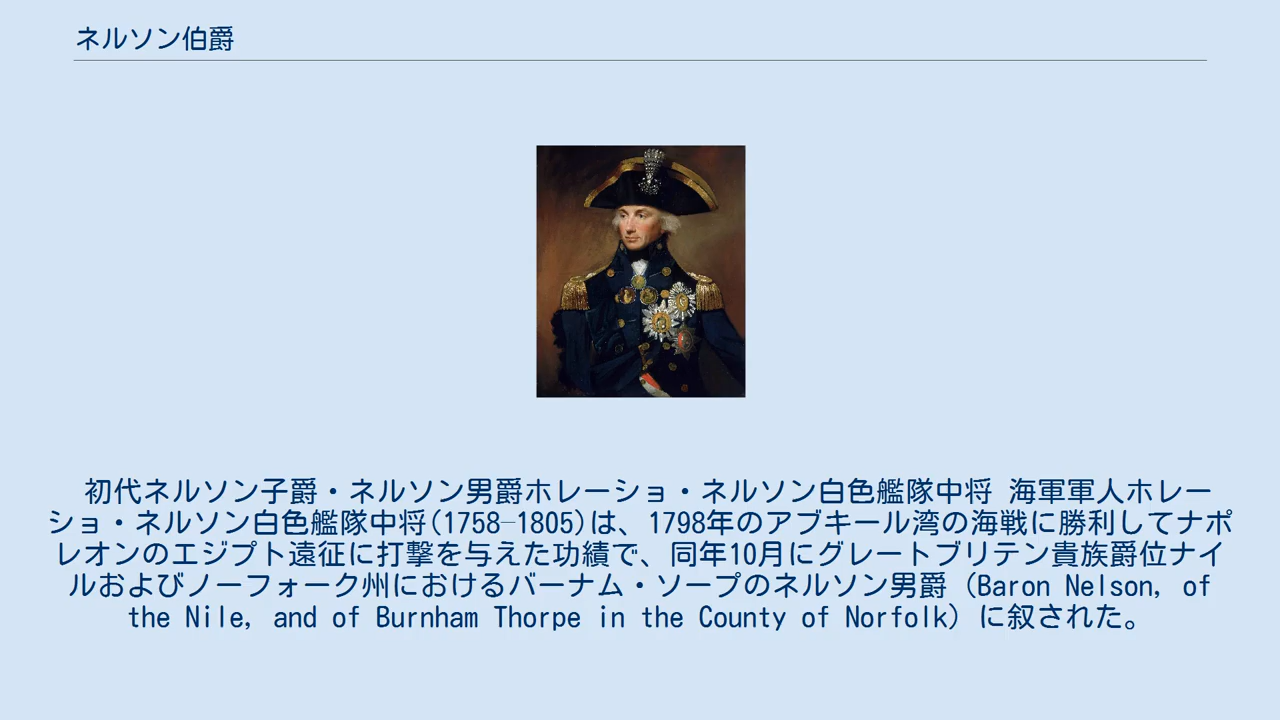 ネルソン伯爵
初代ネルソン子爵・ネルソン男爵ホレーショ・ネルソン白色艦隊中将 海軍軍人ホレー
ショ・ネルソン白色艦隊中将(1758–1805)は、1798年のアブキール湾の海戦に勝利してナポ
レオンのエジプト遠征に打撃を与えた功績で、同年10月にグレートブリテン貴族爵位ナイ
ルおよびノーフォーク州におけるバーナム・ソープのネルソン男爵（Baron Nelson, of
the Nile, and of Burnham Thorpe in the County of Norfolk）に叙された。